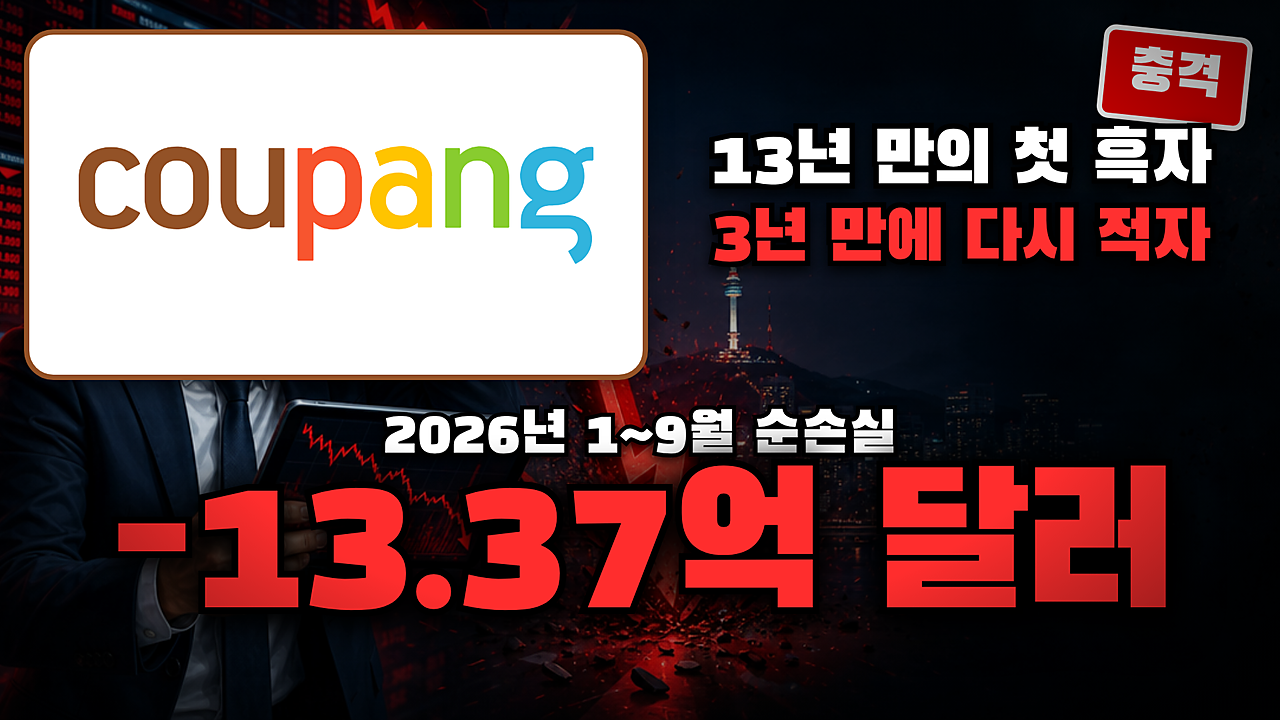 coupang
충격
13년 만의 첫 흑자
3년 만에 다시 적자
2026년 1~9월 순손실
-13.37억 달러